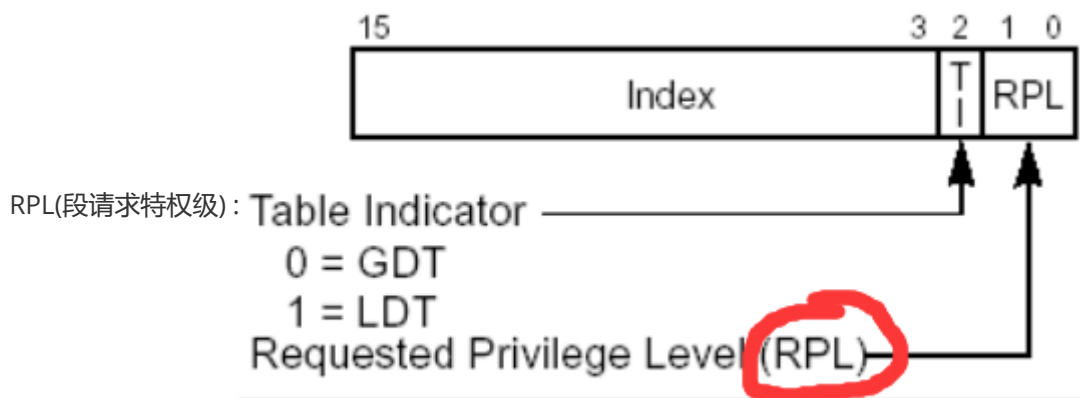 15 3 2 1 0
Index TI RPL
RPL(段请求特权级) : Table Indicator
0 = GDT
1 = LDT
Requested Privilege Level (RPL)